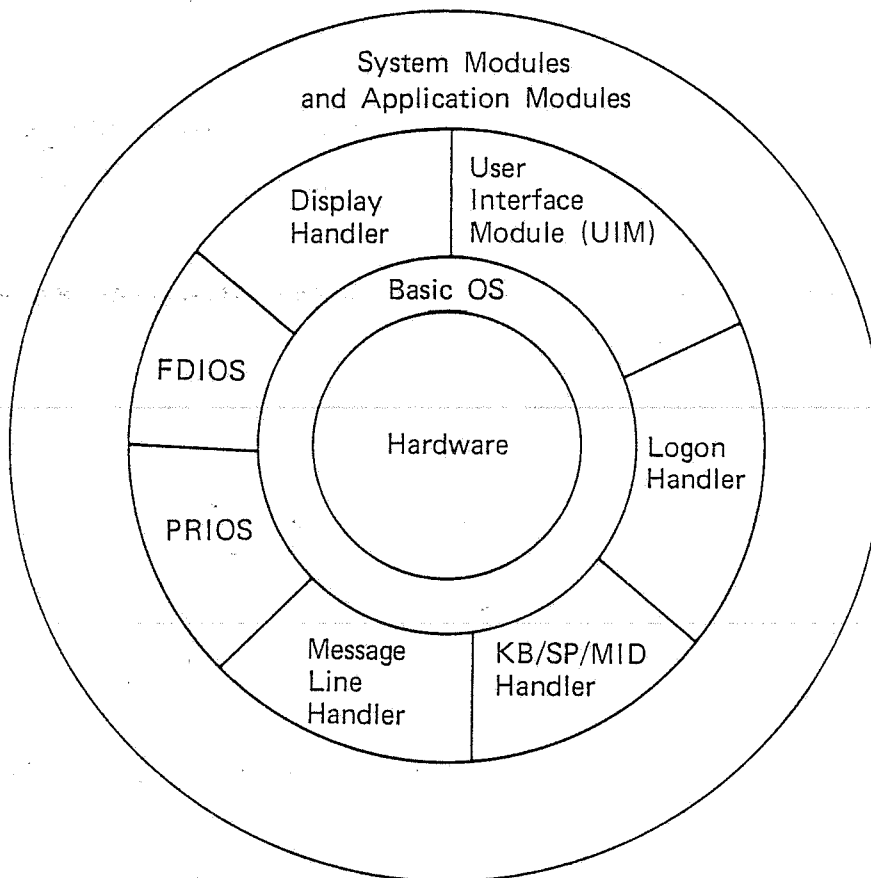 System Modules
and Application Modules
Display
Handler
User
Interface
Module (UIM)
Basic OS
FDIOS
Hardware
Logon
Handler
PRIOS
Message
Line
Handler
KB/SP/MID
Handler